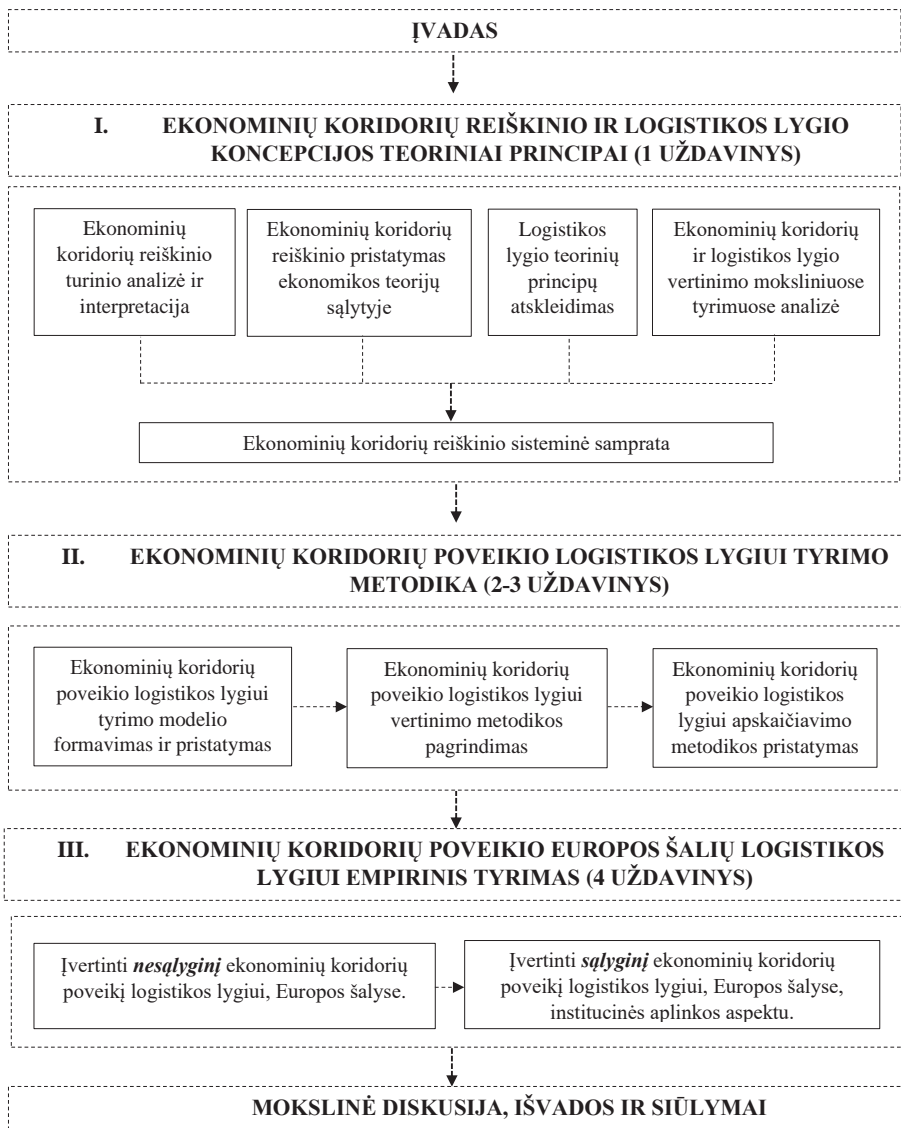 ĮVADAS
I. EKONOMINIŲ KORIDORIŲ REIŠKINIO IR LOGISTIKOS LYGIO
KONCEPCIJOS TEORINIAI PRINCIPAI (1 UŽDAVINYS)
Ekonominių
koridorių reiškinio
turinio analizė ir
interpretacija
Ekonominių koridorių
reiškinio pristatymas
ekonomikos teorijų
sąlytyje
Logistikos
lygio teorinių
principų
atskleidimas
Ekonominių koridorių
ir logistikos lygio
vertinimo moksliniuose
tyrimuose analizė
Ekonominių koridorių reiškinio sisteminė samprata
II. EKONOMINIŲ KORIDORIŲ POVEIKIO LOGISTIKOS LYGIUI TYRIMO
METODIKA (2-3 UŽDAVINYS)
Ekonominių koridorių
poveikio logistikos lygiui
tyrimo modelio
formavimas ir pristatymas
Ekonominių koridorių
poveikio logistikos lygiui
vertinimo metodikos
pagrindimas
Ekonominių koridorių
poveikio logistikos
lygiui apskaičiavimo
metodikos pristatymas
III. EKONOMINIŲ KORIDORIŲ POVEIKIO EUROPOS ŠALIŲ LOGISTIKOS
LYGIUI EMPIRINIS TYRIMAS (4 UŽDAVINYS)
Įvertinti nesąlyginį ekonominių koridorių
poveikį logistikos lygiui, Europos šalyse.
Įvertinti sąlyginį ekonominių koridorių
poveikį logistikos lygiui, Europos šalyse,
institucinės aplinkos aspektu.
MOKSLINĖ DISKUSIJA, IŠVADOS IR SIŪLYMAI